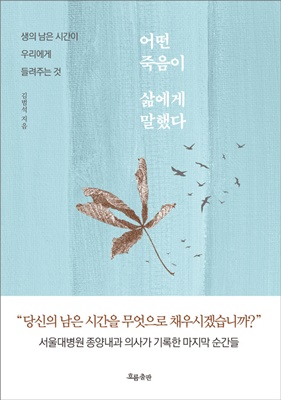 생의 남은 시간이
우리에게
들려주는 것
김범석 지음
어떤
죽음이
삶에게
말했다
“당신의 남은 시간을 무엇으로 채우시겠습니까?”
서울대병원 종양내과 의사가 기록한 마지막 순간들
흐름출판